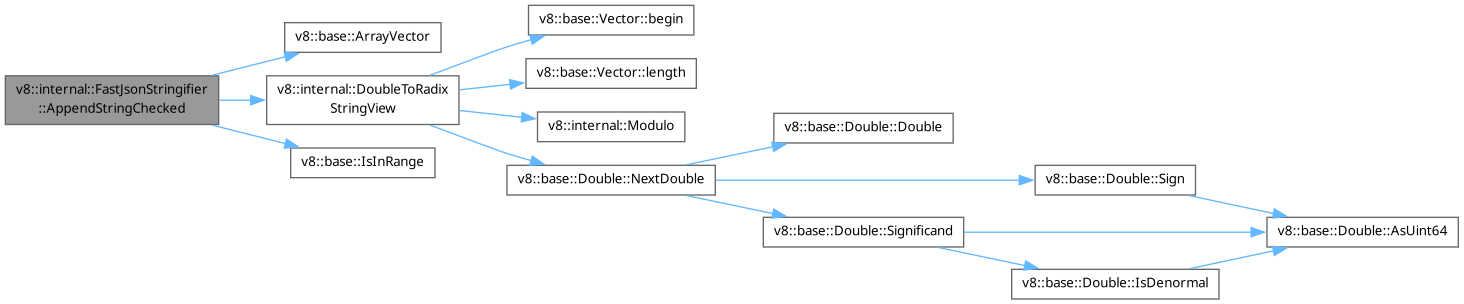 v8::internal::FastJsonStringifier
::AppendStringChecked
v8::base::ArrayVector
v8::internal::DoubleToRadix
StringView
v8::base::IsInRange
v8::base::Vector::begin
v8::base::Vector::length
v8::internal::Modulo
v8::base::Double::NextDouble
v8::base::Double::Double
v8::base::Double::Significand
v8::base::Double::Sign
v8::base::Double::IsDenormal
v8::base::Double::AsUint64